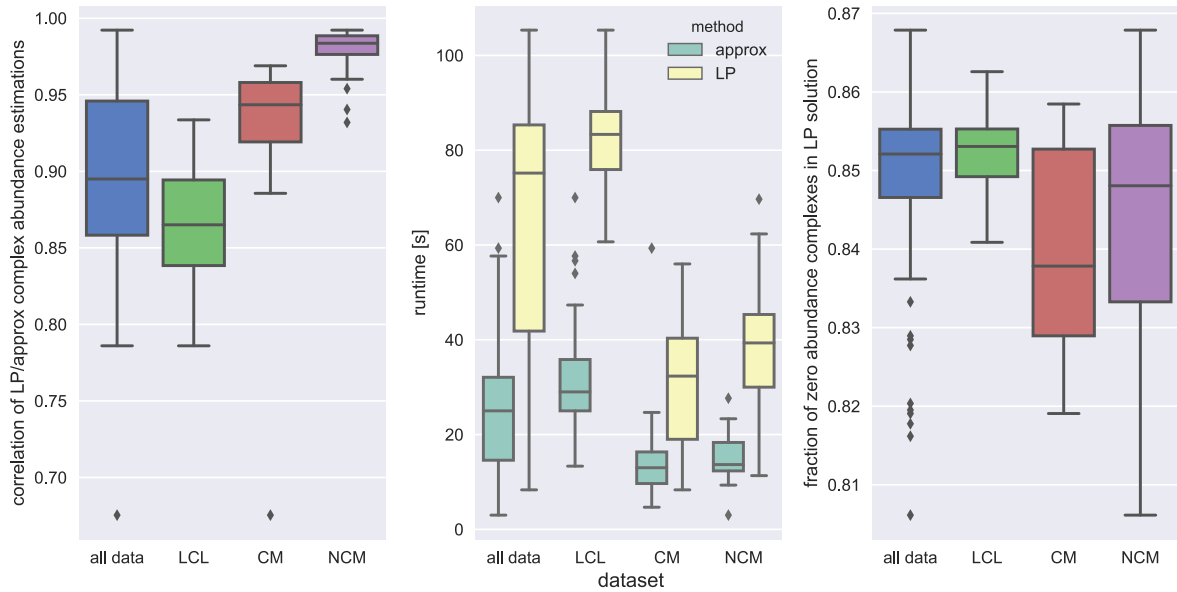 correlation of LP/approx complex abundance estimations
1.00
0.95
0.90
0.85
0.80
0.75
0.70
all data LCL CM NCM
runtime [s]
100
80
60
40
20
0
method
approx
LP
all data LCL CM NCM
dataset
fraction of zero abundance complexes in LP solution
0.87
0.86
0.85
0.84
0.83
0.82
0.81
all data LCL CM NCM